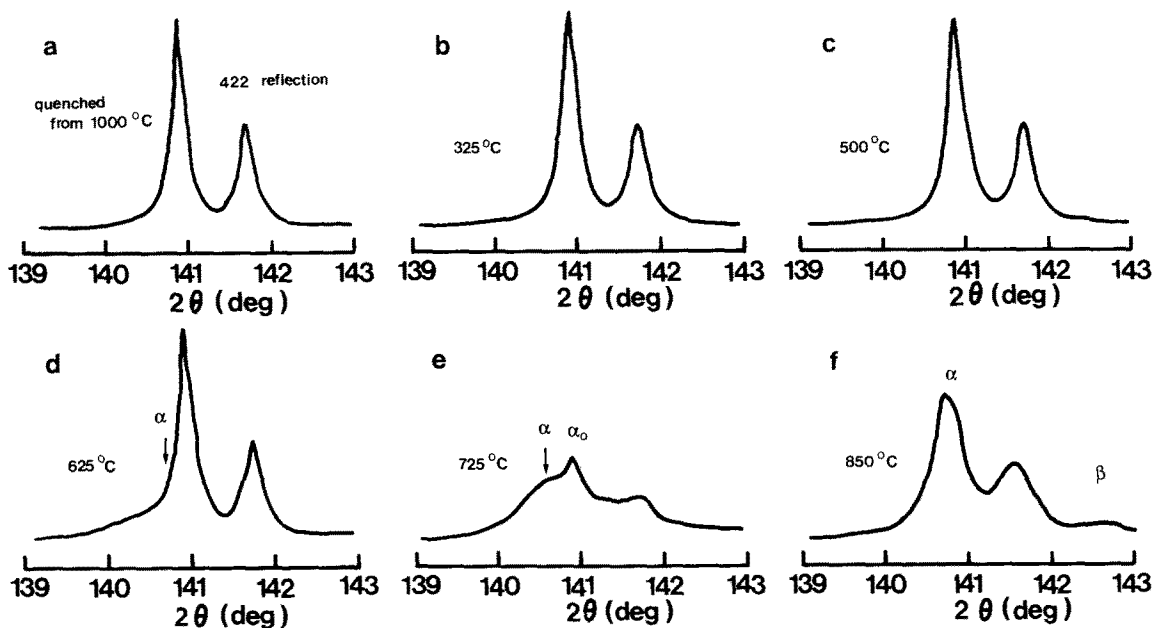 a
422 reflection
quenched
from 1000 °C
139 140 141 142 143
2θ (deg)
b
325 °C
139 140 141 142 143
2θ (deg)
c
500 °C
139 140 141 142 143
2θ (deg)
d
α
625 °C
139 140 141 142 143
2θ (deg)
e
α α₀
725 °C
139 140 141 142 143
2θ (deg)
f
α
850 °C
β
139 140 141 142 143
2θ (deg)